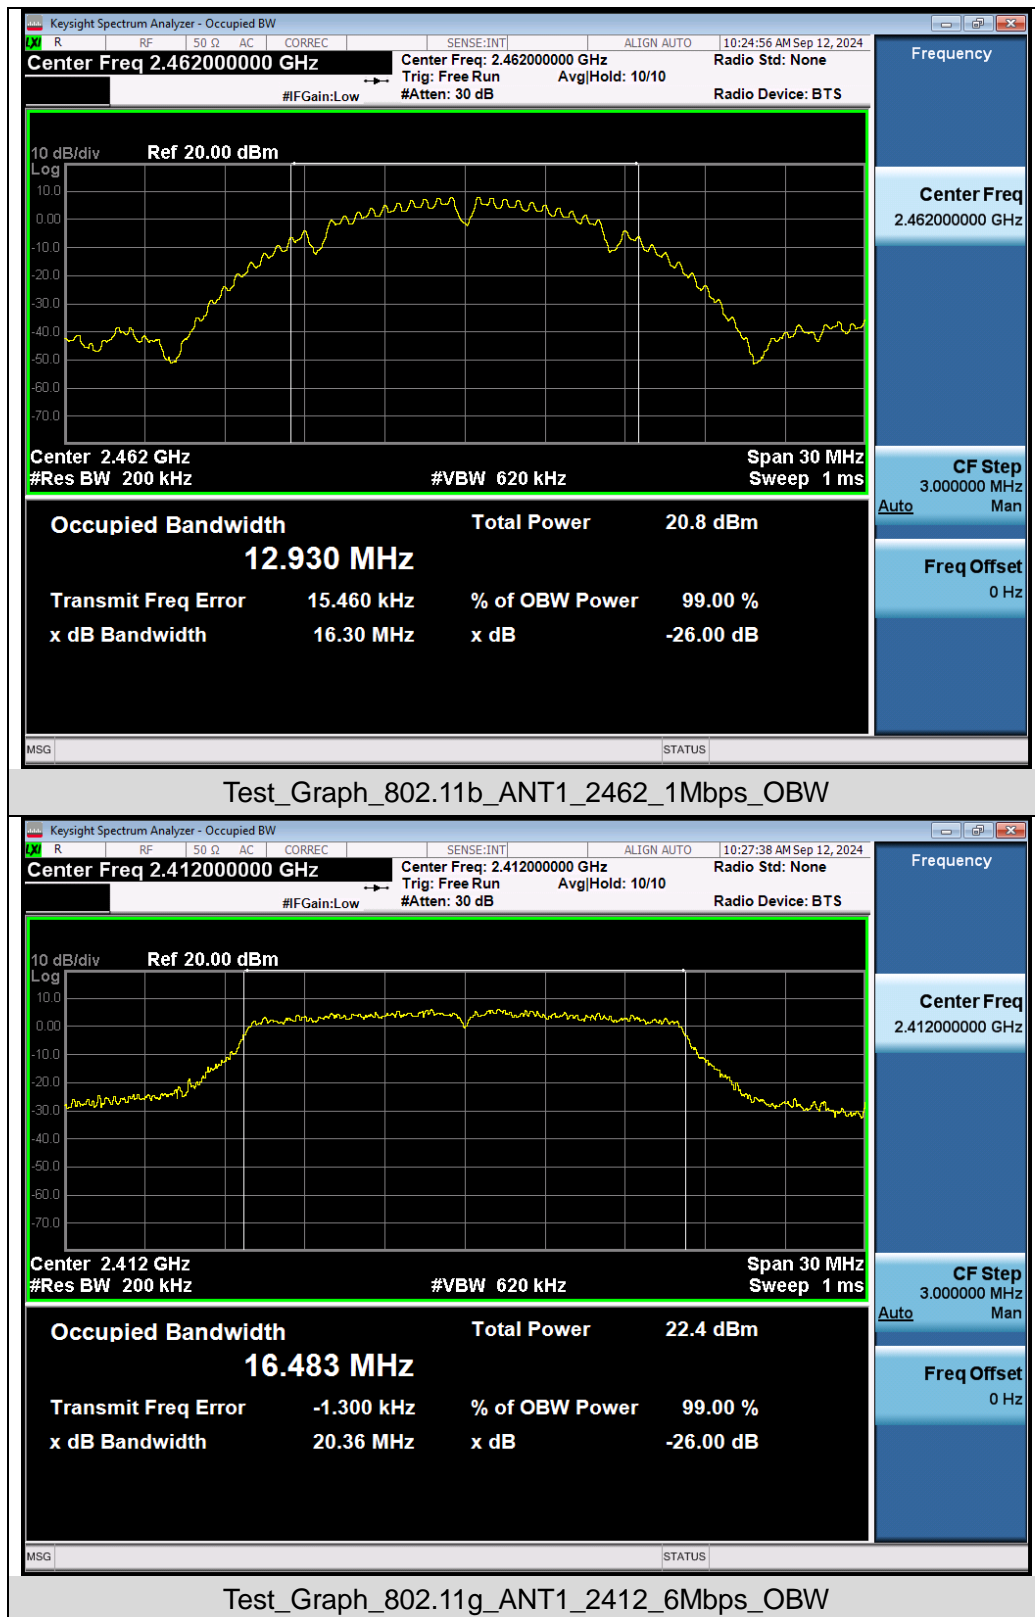 Keysight Spectrum Analyzer - Occupied BW
LXI R RF 50 Ω AC CORREC SENSE:INT ALIGN AUTO 10:24:56 AM Sep 12, 2024
Center Freq 2.462000000 GHz
Center Freq: 2.462000000 GHz Radio Std: None
Trig: Free Run Avg|Hold: 10/10
#IFGain:Low #Atten: 30 dB Radio Device: BTS
Frequency
10 dB/div Ref 20.00 dBm
Log
10.0
0.00
-10.0
-20.0
-30.0
-40.0
-50.0
-60.0
-70.0
Center 2.462 GHz Span 30 MHz
#Res BW 200 kHz #VBW 620 kHz Sweep 1 ms
Center Freq
2.462000000 GHz
CF Step
3.000000 MHz
Auto Man
Freq Offset
0 Hz
Occupied Bandwidth Total Power 20.8 dBm
12.930 MHz
Transmit Freq Error 15.460 kHz % of OBW Power 99.00 %
x dB Bandwidth 16.30 MHz x dB -26.00 dB
MSG STATUS
Test_Graph_802.11b_ANT1_2462_1Mbps_OBW
Keysight Spectrum Analyzer - Occupied BW
LXI R RF 50 Ω AC CORREC SENSE:INT ALIGN AUTO 10:27:38 AM Sep 12, 2024
Center Freq 2.412000000 GHz
Center Freq: 2.412000000 GHz Radio Std: None
Trig: Free Run Avg|Hold: 10/10
#IFGain:Low #Atten: 30 dB Radio Device: BTS
Frequency
10 dB/div Ref 20.00 dBm
Log
10.0
0.00
-10.0
-20.0
-30.0
-40.0
-50.0
-60.0
-70.0
Center 2.412 GHz Span 30 MHz
#Res BW 200 kHz #VBW 620 kHz Sweep 1 ms
Center Freq
2.412000000 GHz
CF Step
3.000000 MHz
Auto Man
Freq Offset
0 Hz
Occupied Bandwidth Total Power 22.4 dBm
16.483 MHz
Transmit Freq Error -1.300 kHz % of OBW Power 99.00 %
x dB Bandwidth 20.36 MHz x dB -26.00 dB
MSG STATUS
Test_Graph_802.11g_ANT1_2412_6Mbps_OBW